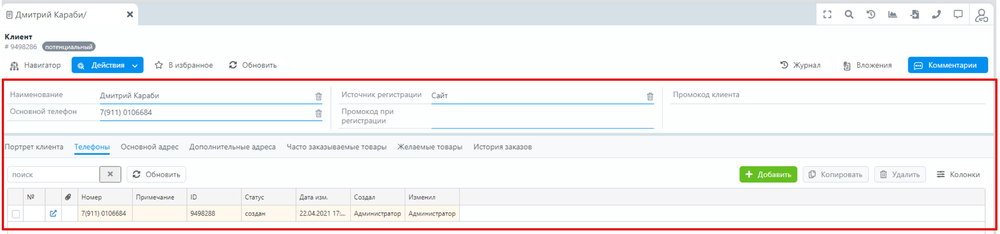 Дмитрий Караби/
Клиент
# 9498286 потенциальный
Навигатор Действия В избранное Обновить Журнал Вложения Комментарии
Наименование Дмитрий Караби Источник регистрации Сайт Промокод клиента
Основной телефон 7(911) 0106684 Промокод при
регистрации
Портрет клиента Телефоны Основной адрес Дополнительные адреса Часто заказываемые товары Желаемые товары История заказов
поиск Обновить Добавить Копировать Удалить Колонки
№ Номер Примечание ID Статус Дата изм. Создал Изменил
7(911) 0106684 9498288 создан 22.04.2021 17:... Администратор Администратор